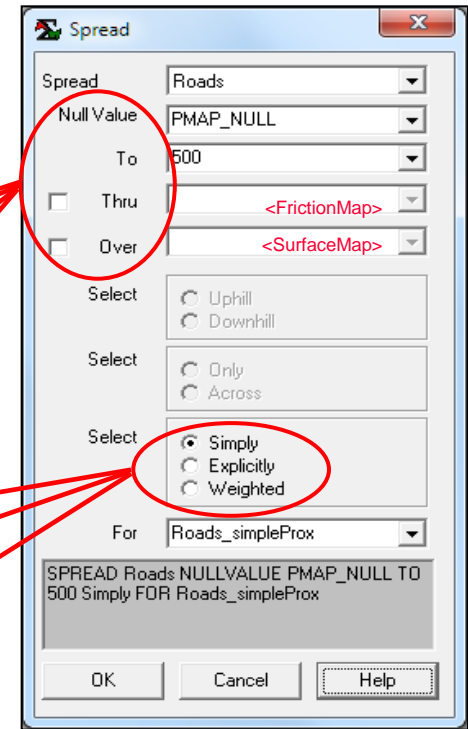 Spread
Spread Roads
Null Value PMAP_NULL
To 500
Thru <FrictionMap>
Over <SurfaceMap>
Select Uphill
Downhill
Select Only
Across
Select Simply
Explicitly
Weighted
For Roads_simpleProx
SPREAD Roads NULLVALUE PMAP_NULL TO
500 Simply FOR Roads_simpleProx
OK Cancel Help